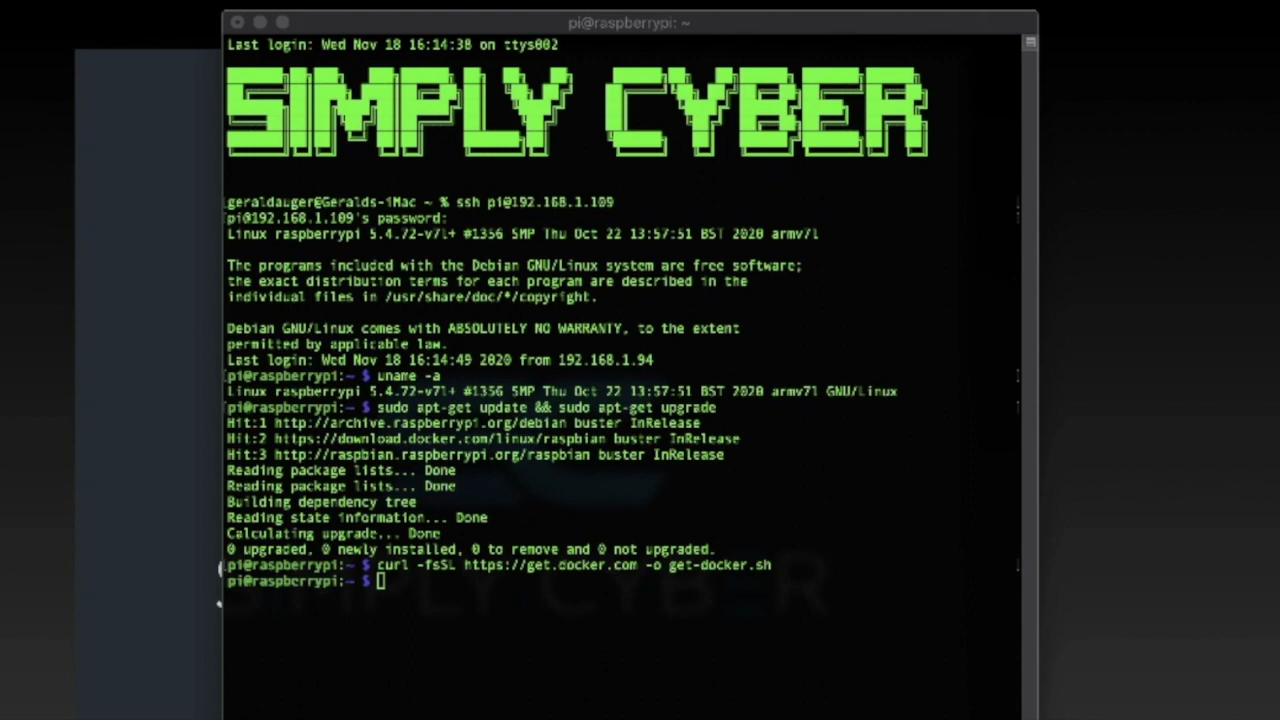 pi@raspberrypi: ~
Last login: Wed Nov 18 16:14:38 on ttys002
SIMPLY CYBER
geraldauger@Geralds-iMac ~ % ssh pi@192.168.1.109
pi@192.168.1.109's password:
Linux raspberrypi 5.4.72-v7l+ #1356 SMP Thu Oct 22 13:57:51 BST 2020 armv7l
The programs included with the Debian GNU/Linux system are free software;
the exact distribution terms for each program are described in the
individual files in /usr/share/doc/*/copyright.
Debian GNU/Linux comes with ABSOLUTELY NO WARRANTY, to the extent
permitted by applicable law.
Last login: Wed Nov 18 16:14:49 2020 from 192.168.1.94
pi@raspberrypi:~ $ uname -a
Linux raspberrypi 5.4.72-v7l+ #1356 SMP Thu Oct 22 13:57:51 BST 2020 armv7l GNU/Linux
pi@raspberrypi:~ $ sudo apt-get update && sudo apt-get upgrade
Hit:1 http://archive.raspberrypi.org/debian buster InRelease
Hit:2 https://download.docker.com/linux/raspbian buster InRelease
Hit:3 http://raspbian.raspberrypi.org/raspbian buster InRelease
Reading package lists... Done
Reading package lists... Done
Building dependency tree
Reading state information... Done
Calculating upgrade... Done
0 upgraded, 0 newly installed, 0 to remove and 0 not upgraded.
pi@raspberrypi:~ $ curl -fsSL https://get.docker.com -o get-docker.sh
pi@raspberrypi:~ $
SIMPLY CYBER